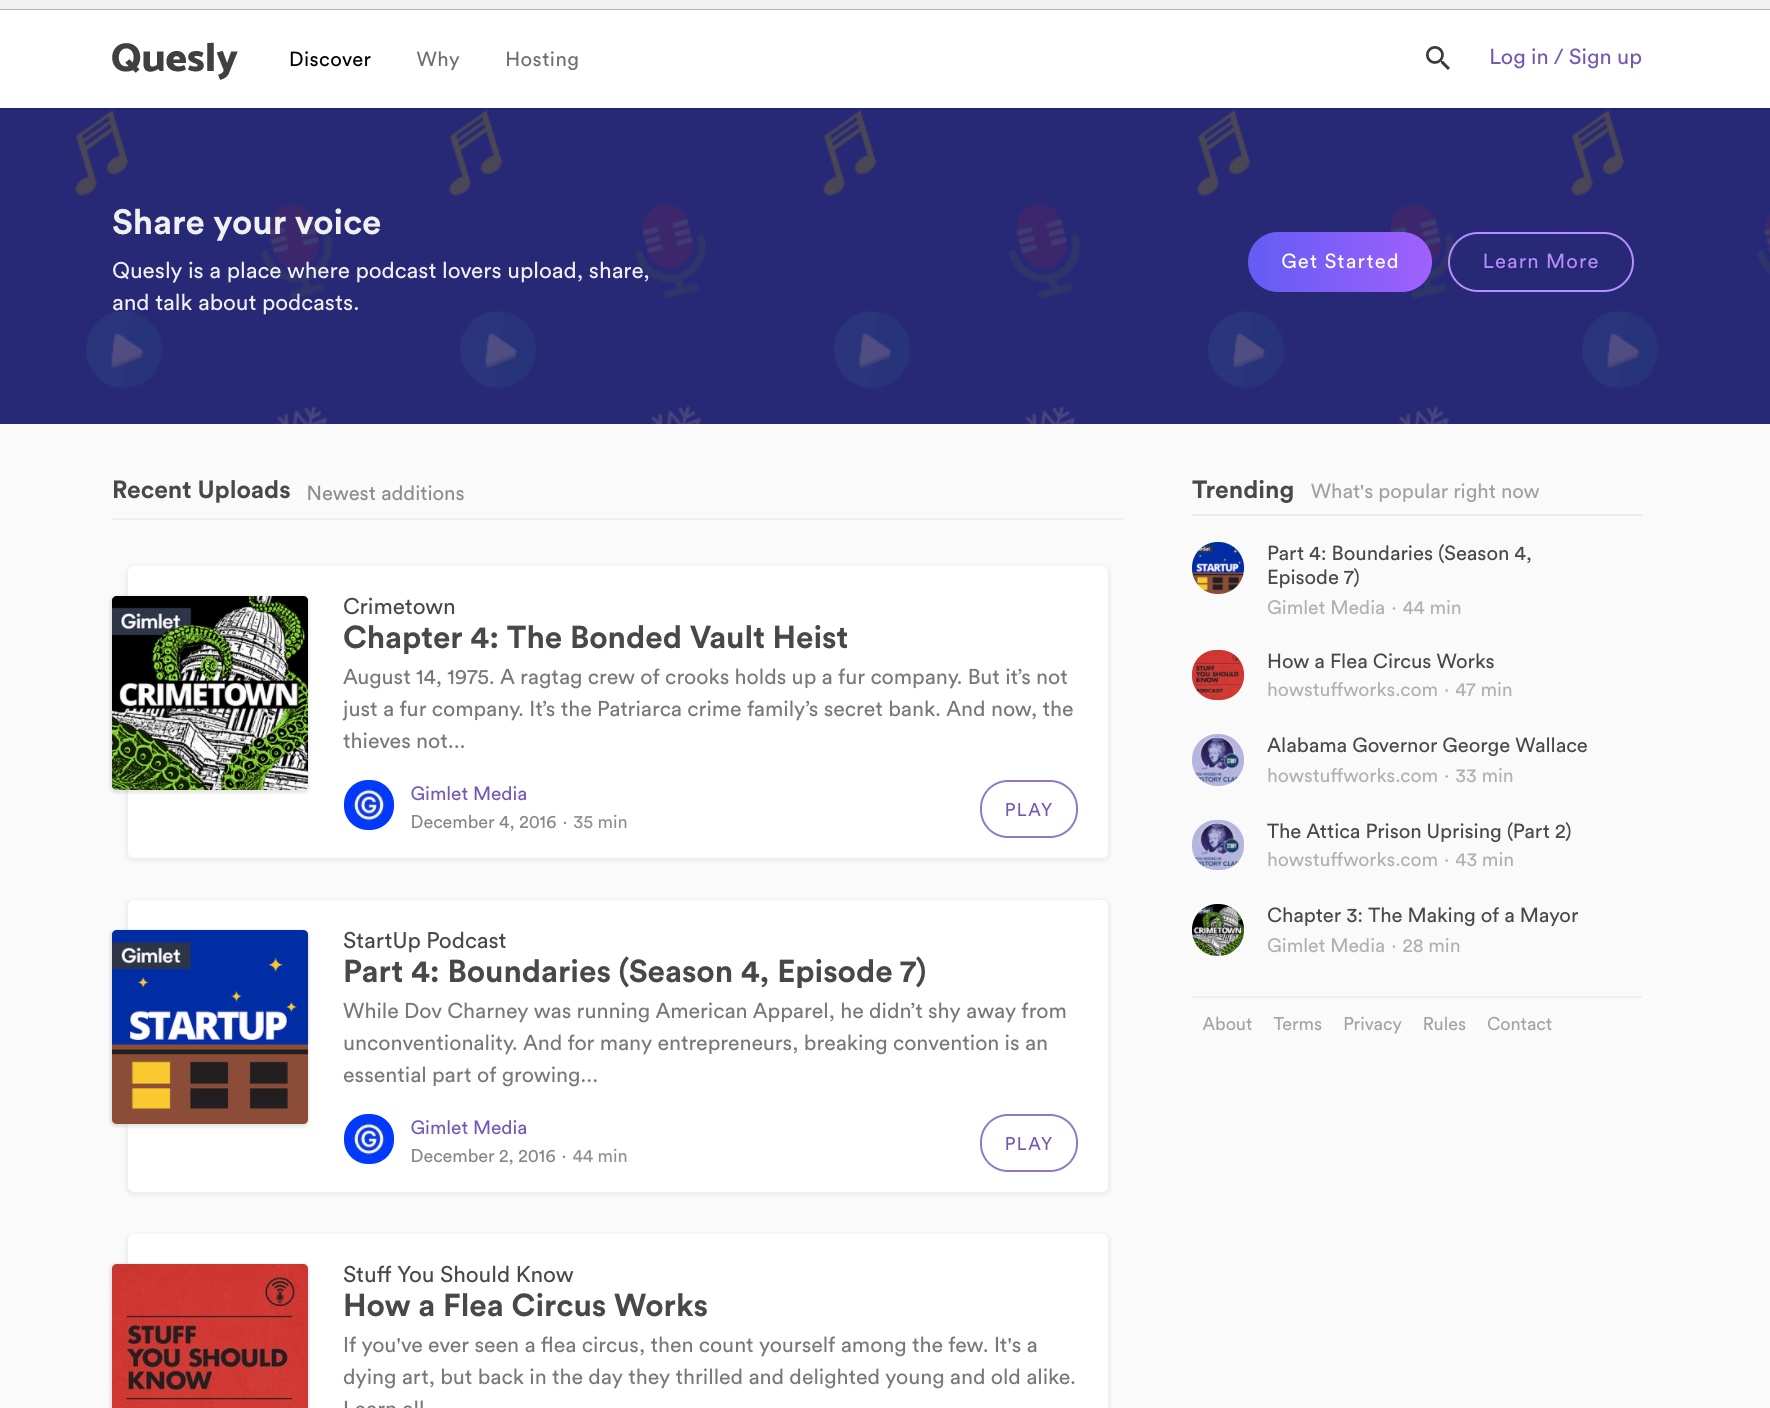 Quesly
Discover
Why
Hosting
Log in / Sign up
Share your voice
Quesly is a place where podcast lovers upload, share,
and talk about podcasts.
Get Started
Learn More
Recent Uploads
Newest additions
Gimlet
CRIMETOWN
Crimetown
Chapter 4: The Bonded Vault Heist
August 14, 1975. A ragtag crew of crooks holds up a fur company. But it’s not
just a fur company. It’s the Patriarca crime family’s secret bank. And now, the
thieves not...
G
Gimlet Media
December 4, 2016 · 35 min
PLAY
Gimlet
STARTUP
StartUp Podcast
Part 4: Boundaries (Season 4, Episode 7)
While Dov Charney was running American Apparel, he didn’t shy away from
unconventionality. And for many entrepreneurs, breaking convention is an
essential part of growing...
G
Gimlet Media
December 2, 2016 · 44 min
PLAY
STUFF
YOU SHOULD
KNOW
Stuff You Should Know
How a Flea Circus Works
If you've ever seen a flea circus, then count yourself among the few. It's a
dying art, but back in the day they thrilled and delighted young and old alike.
Learn all
Trending
What's popular right now
STARTUP
Part 4: Boundaries (Season 4,
Episode 7)
Gimlet Media · 44 min
STUFF
YOU SHOULD
KNOW
PODCAST
How a Flea Circus Works
howstuffworks.com · 47 min
Alabama Governor George Wallace
howstuffworks.com · 33 min
The Attica Prison Uprising (Part 2)
howstuffworks.com · 43 min
CRIMETOWN
Chapter 3: The Making of a Mayor
Gimlet Media · 28 min
About
Terms
Privacy
Rules
Contact